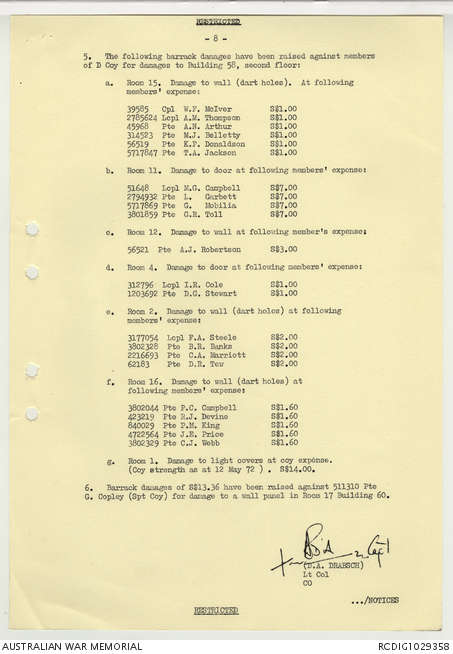 RESTRICTED
- 8 -
5. The following barrack damages have been raised against members
of D Coy for damages to Building 58, second floor:
a. Room 15. Damage to wall (dart holes). At following
members' expense:
39585 Cpl W.F. McIver S$1.00
2785624 Lcpl A.M. Thompson S$1.00
45968 Pte A.N. Arthur S$1.00
314523 Pte M.J. Belletty S$1.00
56519 Pte K.F. Donaldson S$1.00
5717847 Pte T.A. Jackson S$1.00
b. Room 11. Damage to door at following members' expense:
51648 Lcpl M.G. Campbell S$7.00
2794932 Pte L. Garbett S$7.00
5717869 Pte G. Mobilia S$7.00
3801859 Pte G.R. Toll S$7.00
c. Room 12. Damage to wall at following member's expense:
56521 Pte A.J. Robertson S$3.00
d. Room 4. Damage to door at following members' expense:
312796 Lcpl I.R. Cole S$1.00
1203692 Pte D.G. Stewart S$1.00
e. Room 2. Damage to wall (dart holes) at following
members' expense:
3177054 Lcpl F.A. Steele S$2.00
3802328 Pte B.R. Banks S$2.00
2216693 Pte C.A. Marriott S$2.00
62183 Pte D.R. Tew S$2.00
f. Room 16. Damage to wall (dart holes) at
following members' expense:
3802044 Pte P.C. Campbell S$1.60
423219 Pte R.J. Devine S$1.60
840029 Pte P.M. King S$1.60
4722564 Pte J.E. Price S$1.60
3802329 Pte C.J. Webb S$1.60
g. Room 1. Damage to light covers at coy expense.
(Coy strength as at 12 May 72 ) . S$14.00.
6. Barrack damages of S$13.36 have been raised against 511310 Pte
G. Copley (Spt Coy) for damage to a wall panel in Room 17 Building 60.
Capt
(D.A. DRABSCH)
Lt Col
CO
.../NOTICES
RESTRICTED
AUSTRALIAN WAR MEMORIAL
RCDIG1029358